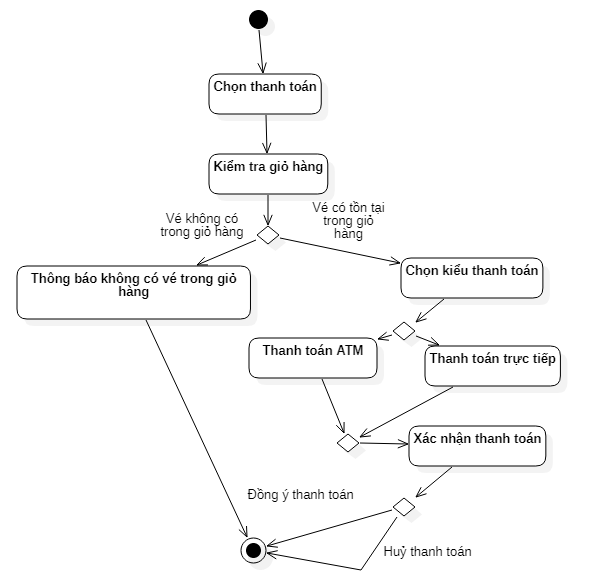 Chọn thanh toán
Kiểm tra giỏ hàng
Vé không có
trong giỏ hàng
Vé có tồn tại
trong giỏ
hàng
Thông báo không có vé trong giỏ
hàng
Chọn kiểu thanh toán
Thanh toán ATM
Thanh toán trực tiếp
Xác nhận thanh toán
Đồng ý thanh toán
Huỷ thanh toán